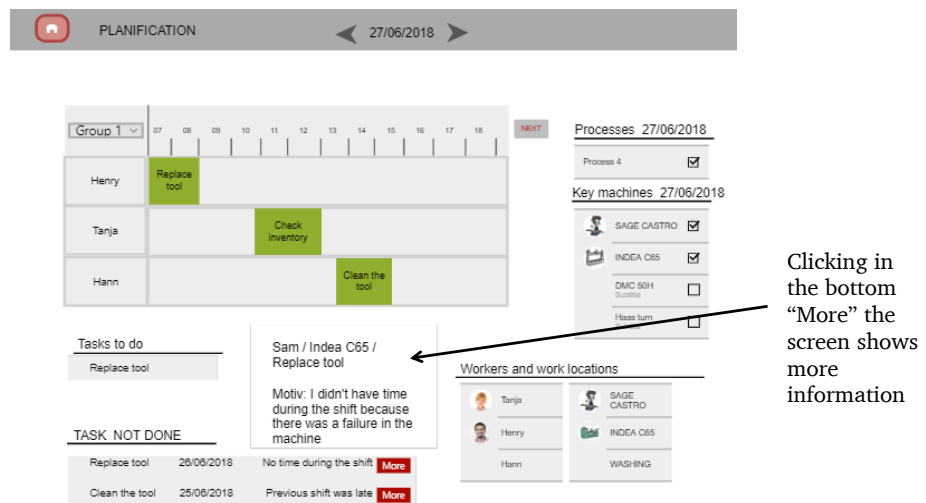 PLANIFICATION
27/06/2018
Group 1
07 08 09 10 11 12 13 14 15 16 17 18
NEXT
Henry
Replace
tool
Tanja
Check
inventory
Hann
Clean the
tool
Processes 27/06/2018
Process 4
Key machines 27/06/2018
SAGE CASTRO
INDEA C65
DMC 50H
Subtitle
Haas turn
Clicking in
the bottom
“More” the
screen shows
more
information
Tasks to do
Replace tool
Sam / Indea C65 /
Replace tool
Motiv: I didn't have time
during the shift because
there was a failure in the
machine
TASK NOT DONE
Replace tool 26/06/2018 No time during the shift More
Clean the tool 25/06/2018 Previous shift was late More
Workers and work locations
Tanja
SAGE
CASTRO
Henry
INDEA C65
Hann
WASHING